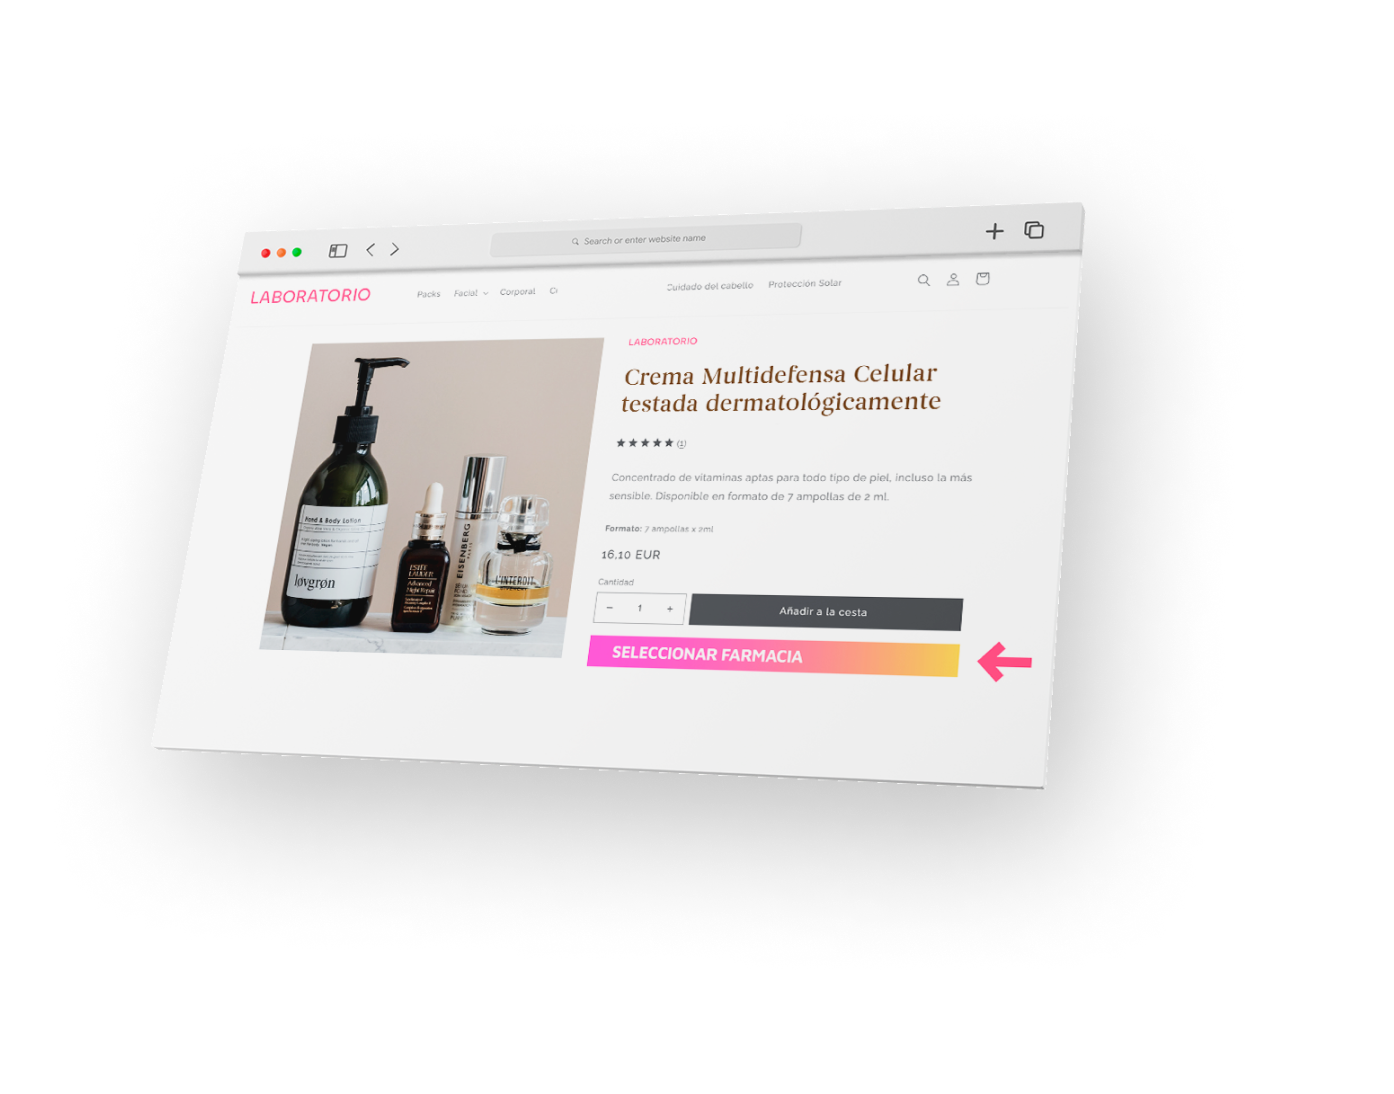 Search or enter website name
LABORATORIO
Packs Facial Corporal
Cuidado del cabello Protección Solar
LABORATORIO
Crema Multidefensa Celular
testada dermatológicamente
(1)
Concentrado de vitaminas aptas para todo tipo de piel, incluso la más
sensible. Disponible en formato de 7 ampollas de 2 ml.
Formato: 7 ampollas x 2ml
16,10 EUR
Cantidad
− 1 +
Añadir a la cesta
SELECCIONAR FARMACIA
Hand & Body Lotion
løvgrøn
ESTÉE
LAUDER
Advanced
Night Repair
EISENBERG
PARIS
L'INTERDIT
GIVENCHY